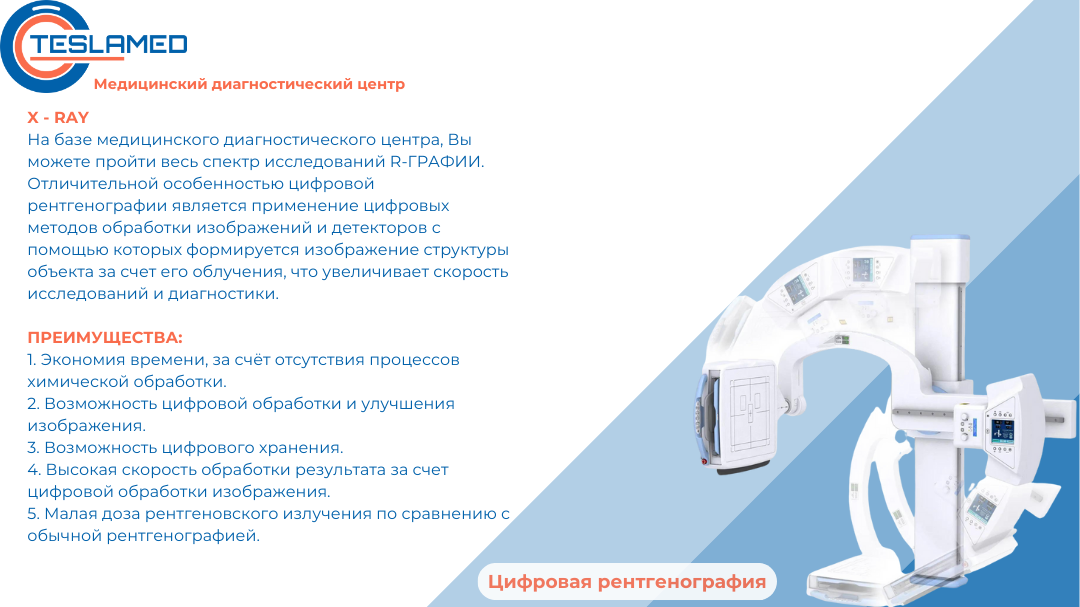 TESLAMED
Медицинский диагностический центр
X - RAY
На базе медицинского диагностического центра, Вы
можете пройти весь спектр исследований R-ГРАФИИ.
Отличительной особенностью цифровой
рентгенографии является применение цифровых
методов обработки изображений и детекторов с
помощью которых формируется изображение структуры
объекта за счет его облучения, что увеличивает скорость
исследований и диагностики.
ПРЕИМУЩЕСТВА:
1. Экономия времени, за счёт отсутствия процессов
химической обработки.
2. Возможность цифровой обработки и улучшения
изображения.
3. Возможность цифрового хранения.
4. Высокая скорость обработки результата за счет
цифровой обработки изображения.
5. Малая доза рентгеновского излучения по сравнению с
обычной рентгенографией.
Цифровая рентгенография